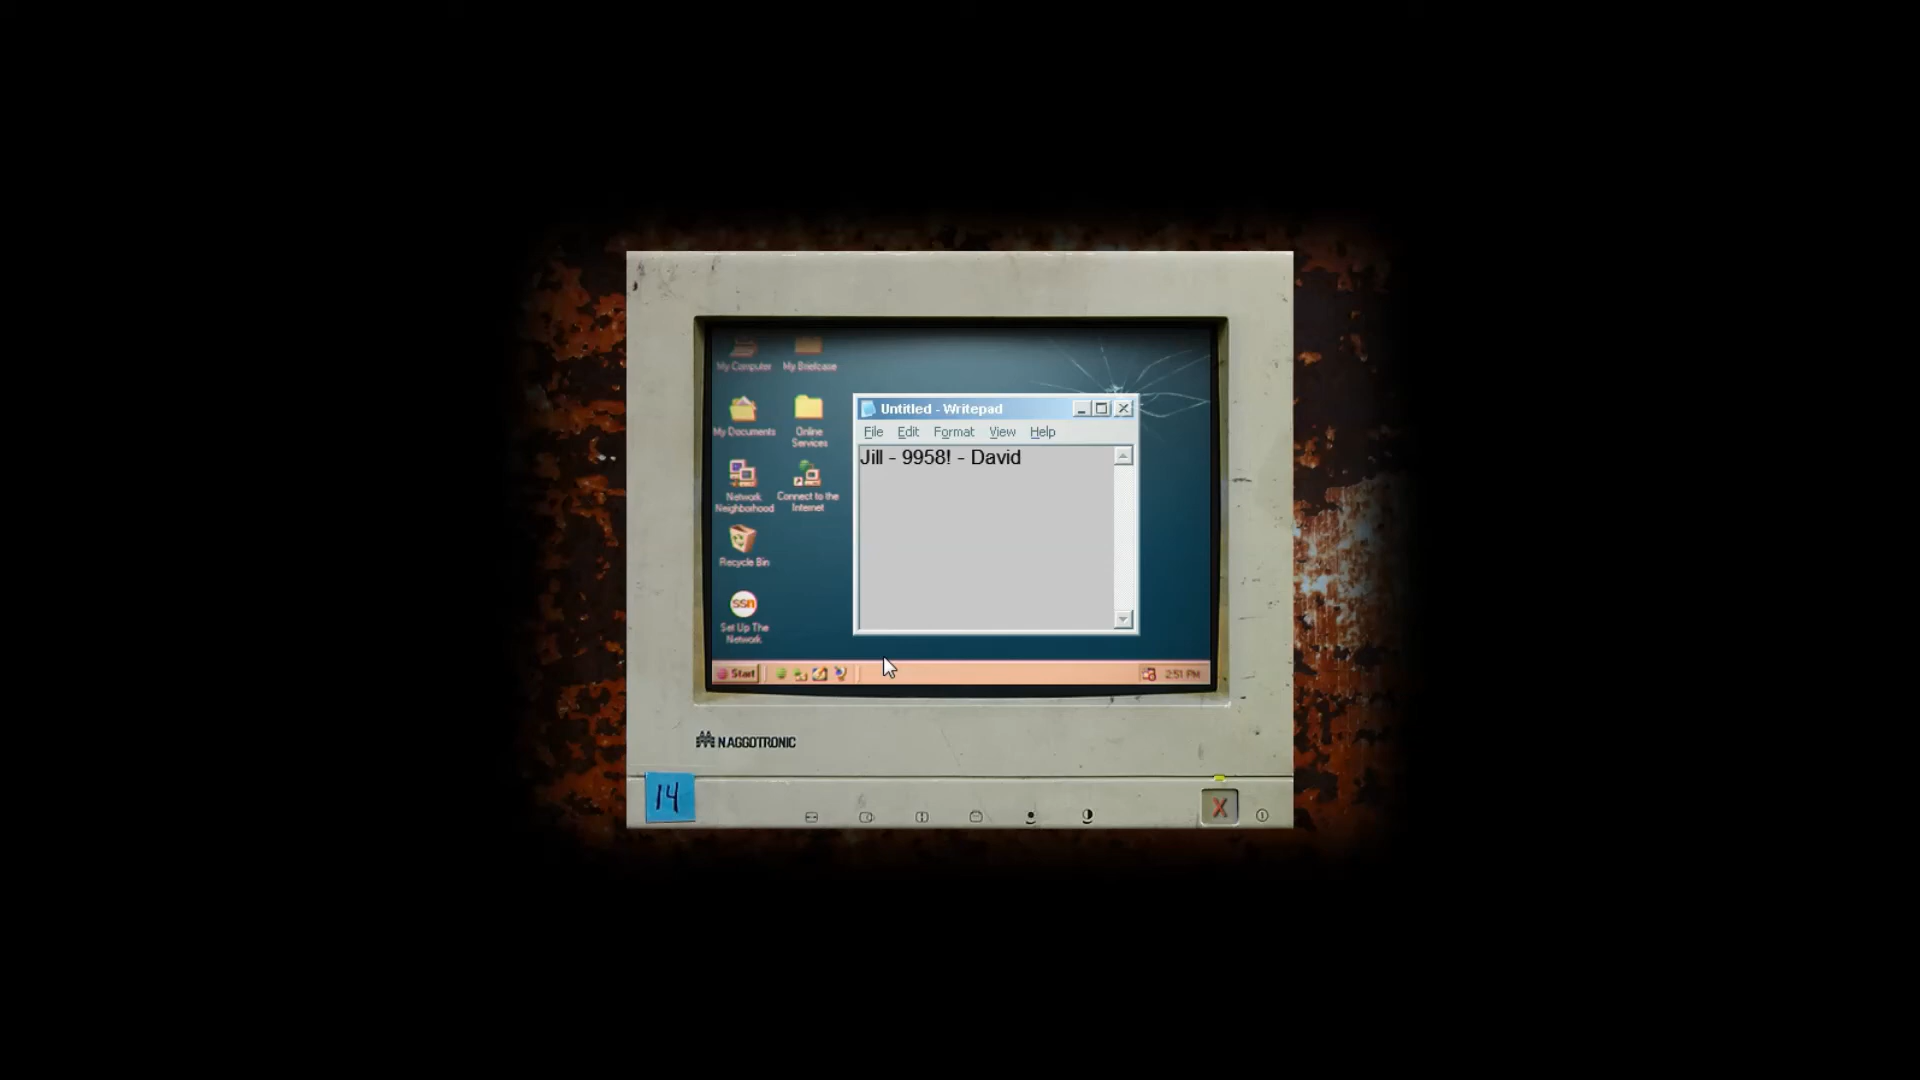 My Computer
My Briefcase
Untitled - Writepad
My Documents
Online
Services
File Edit Format View Help
Jill - 9958! - David
Network
Neighborhood
Connect to the
Internet
Recycle Bin
ssn
Set Up The
Network
Start
2:51 PM
NAGGOTRONIC
14
X